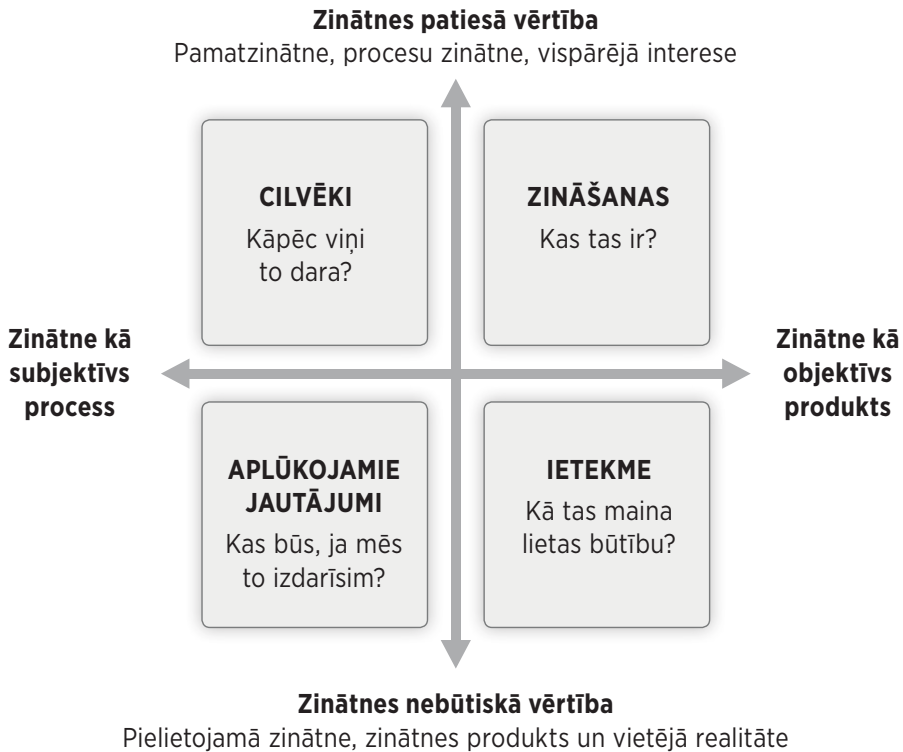 Zinātnes patiesā vērtība
Pamatzinātne, procesu zinātne, vispārējā interese
CILVĒKI
Kāpēc viņi
to dara?
ZINĀŠANAS
Kas tas ir?
Zinātne kā
subjektīvs
process
Zinātne kā
objektīvs
produkts
APLŪKOJAMIE
JAUTĀJUMI
Kas būs, ja mēs
to izdarīsim?
IETEKME
Kā tas maina
lietas būtību?
Zinātnes nebūtiskā vērtība
Pielietojamā zinātne, zinātnes produkts un vietējā realitāte